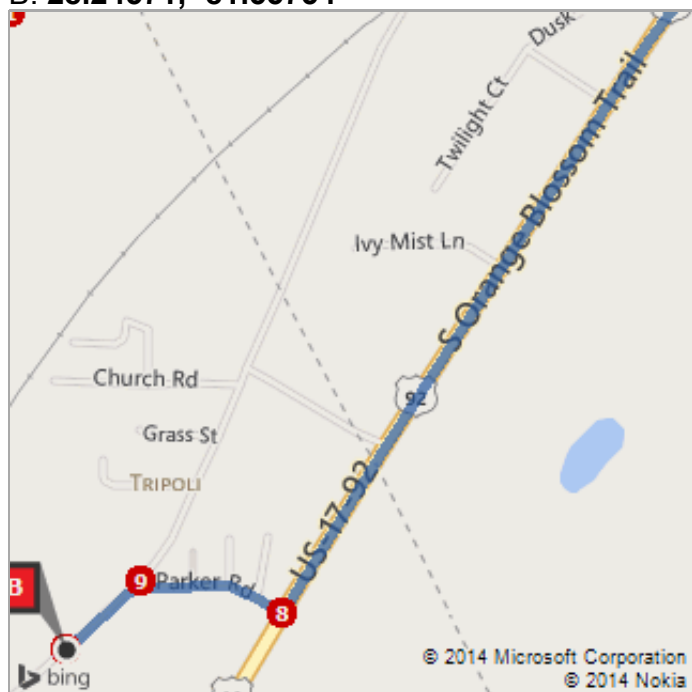 Dusk
Twilight Ct
S Orange Blossom Trail
Ivy Mist Ln
92
Church Rd
Grass St
TRIPOLI
US-17-92
9
Parker Rd
8
B
bing
© 2014 Microsoft Corporation
© 2014 Nokia